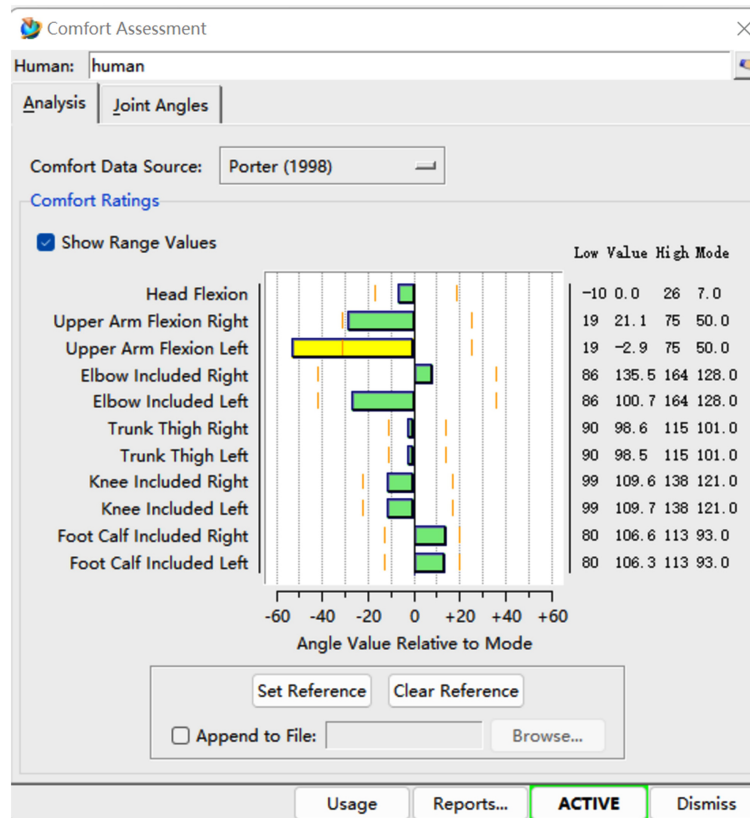 Comfort Assessment
Human: human
Analysis Joint Angles
Comfort Data Source: Porter (1998)
Comfort Ratings
Show Range Values
Low Value High Mode
Head Flexion -10 0.0 26 7.0
Upper Arm Flexion Right 19 21.1 75 50.0
Upper Arm Flexion Left 19 -2.9 75 50.0
Elbow Included Right 86 135.5 164 128.0
Elbow Included Left 86 100.7 164 128.0
Trunk Thigh Right 90 98.6 115 101.0
Trunk Thigh Left 90 98.5 115 101.0
Knee Included Right 99 109.6 138 121.0
Knee Included Left 99 109.7 138 121.0
Foot Calf Included Right 80 106.6 113 93.0
Foot Calf Included Left 80 106.3 113 93.0
-60 -40 -20 0 +20 +40 +60
Angle Value Relative to Mode
Set Reference Clear Reference
Append to File: Browse...
Usage Reports... ACTIVE Dismiss